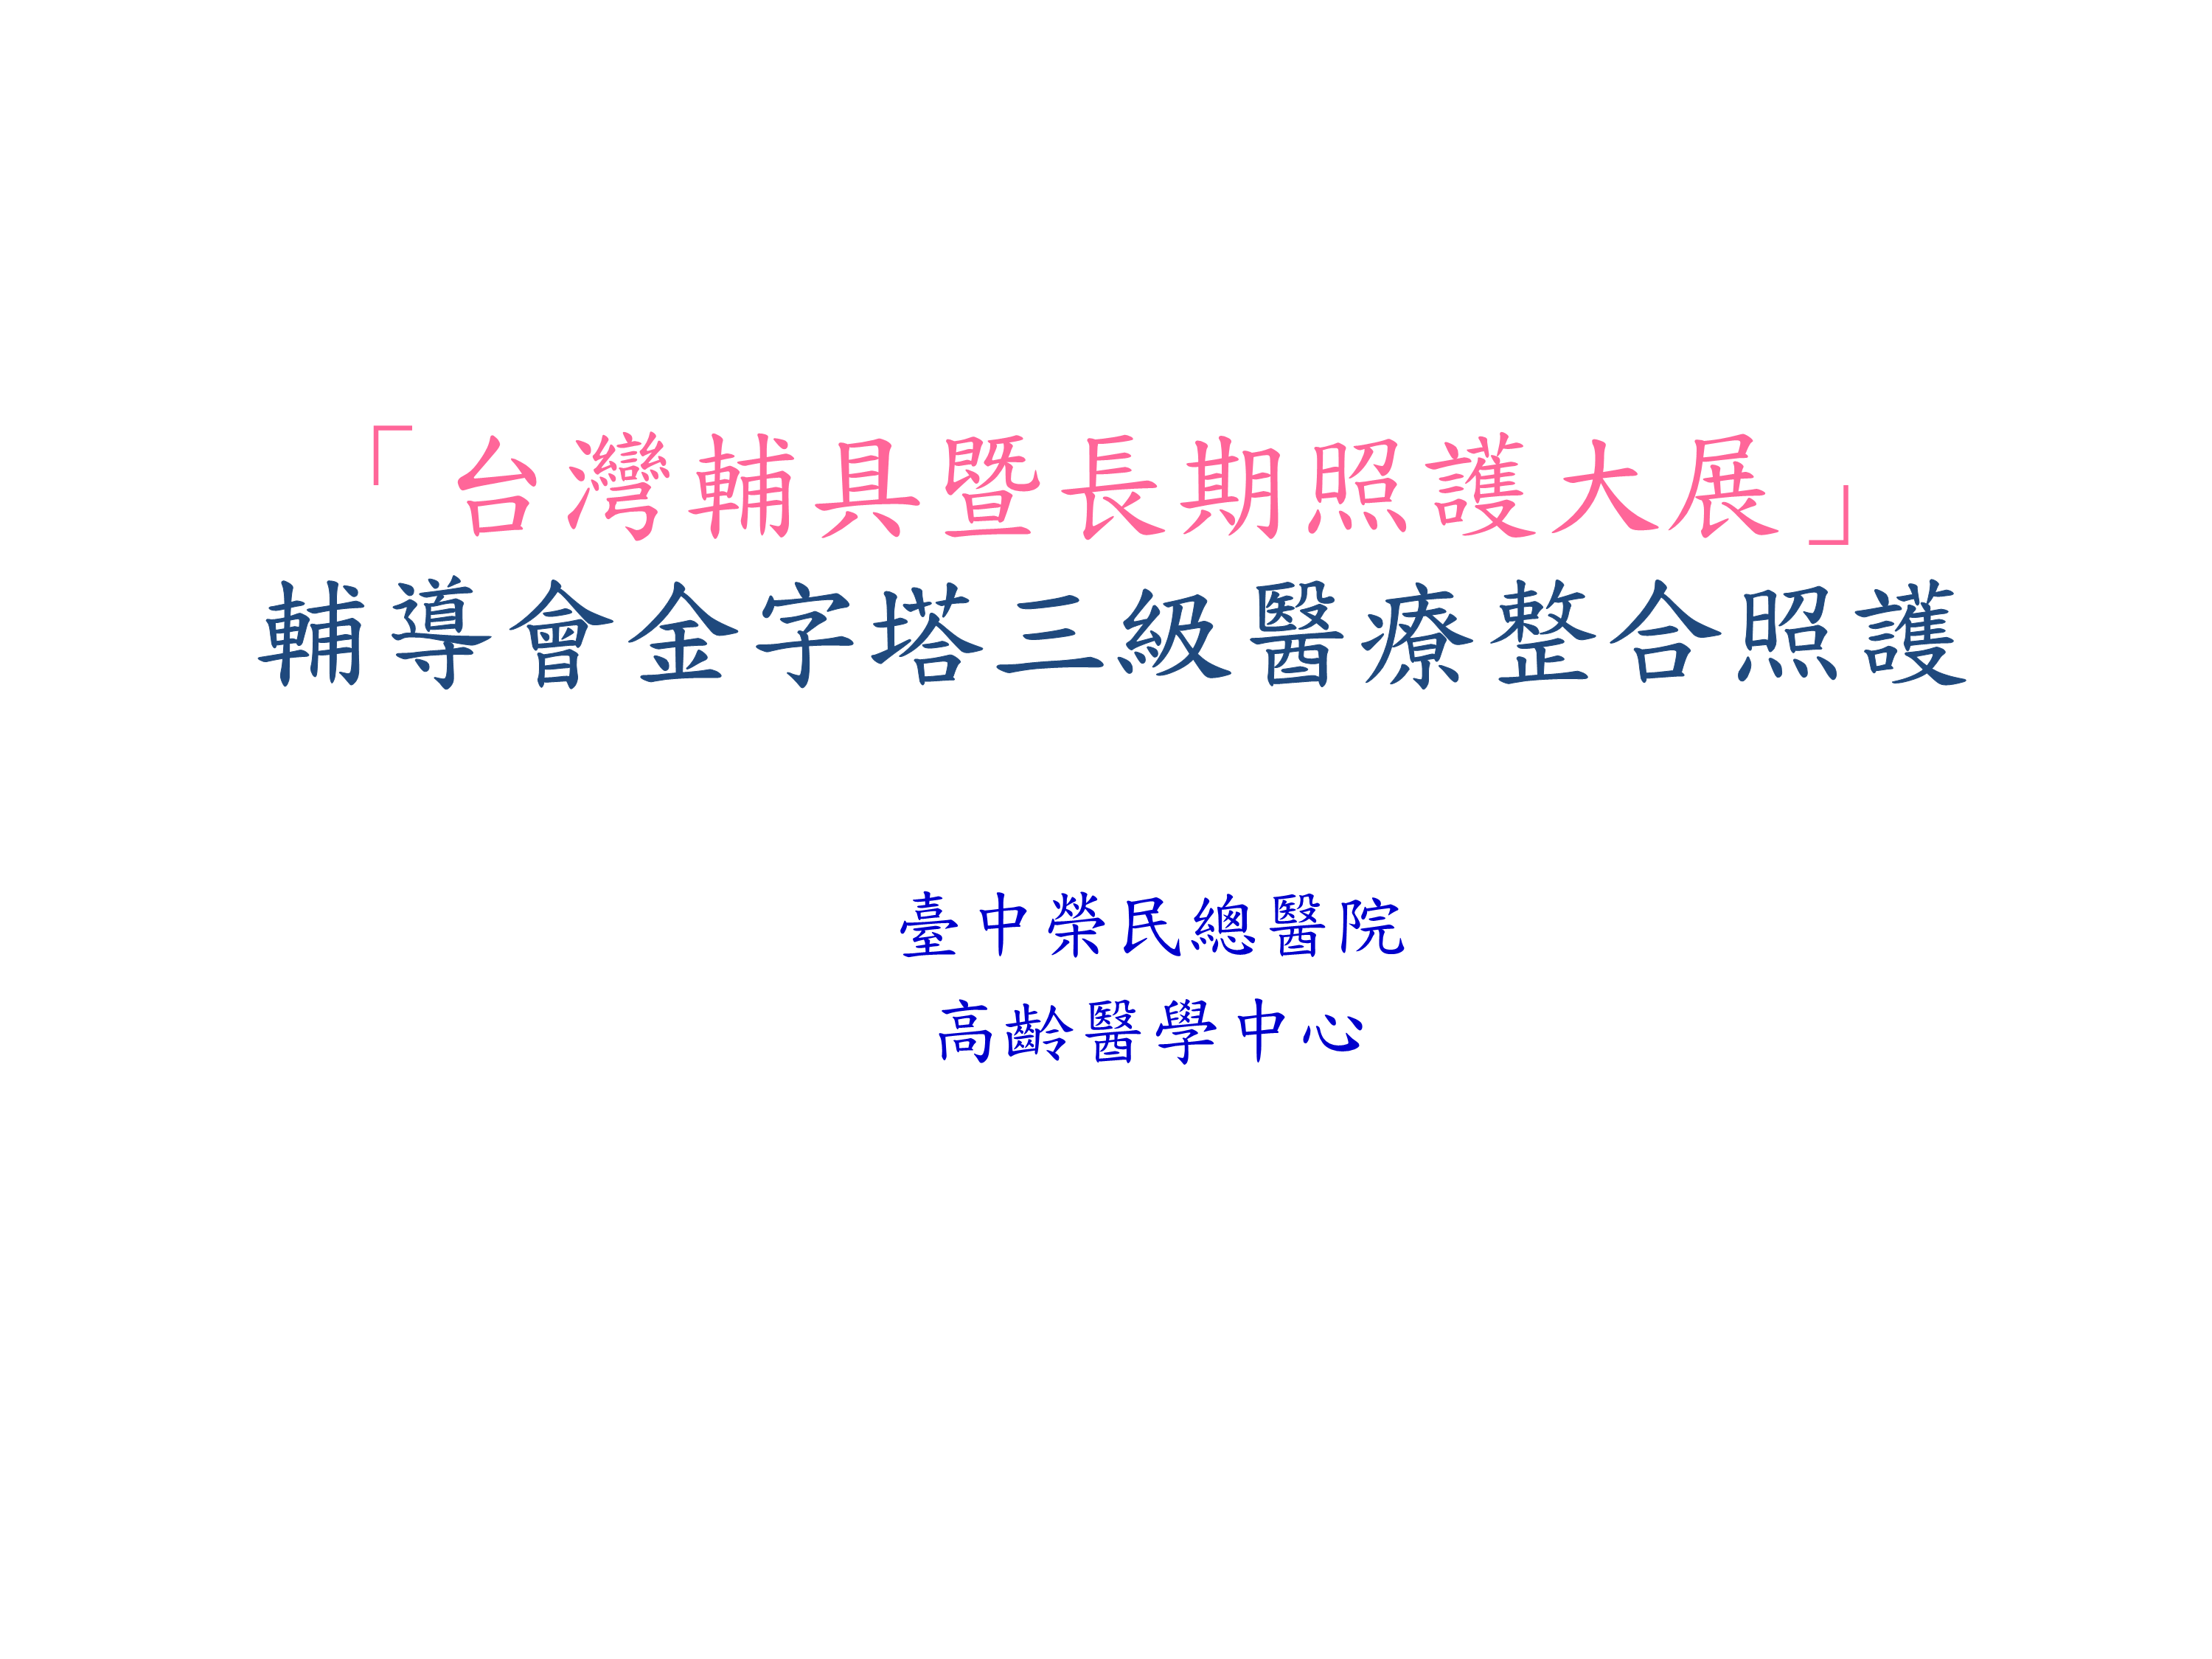 「台灣輔具暨長期照護大展」
輔導會金字塔三級醫療整合照護
臺中榮民總醫院
高齡醫學中心